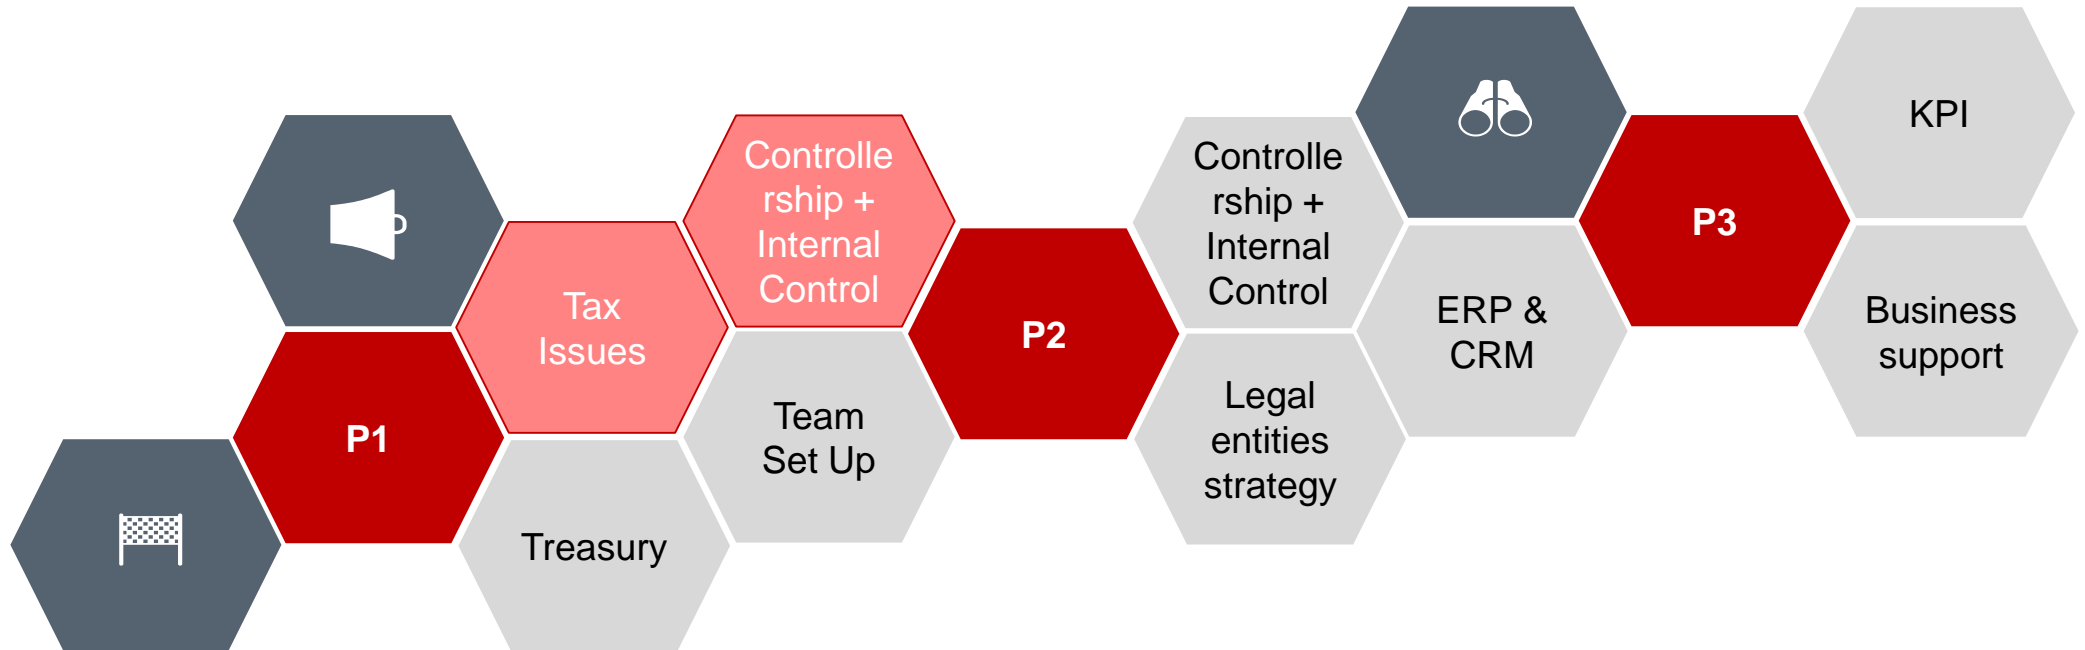 P1
Tax
Issues
Treasury
Controlle
rship +
Internal
Control
Team
Set Up
P2
Controlle
rship +
Internal
Control
Legal
entities
strategy
ERP &
CRM
P3
KPI
Business
support